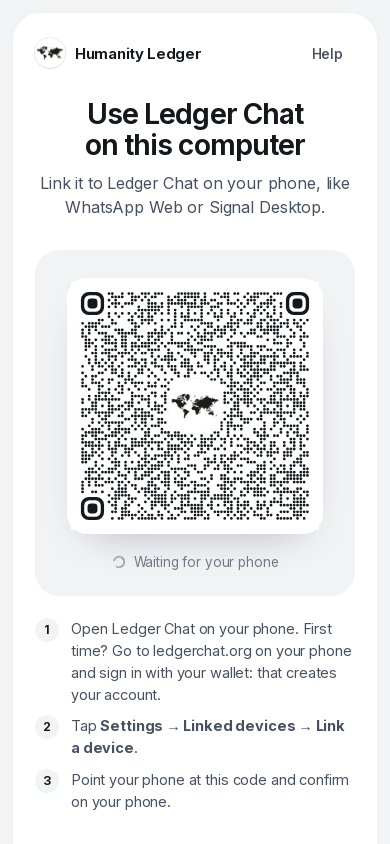 Humanity Ledger
Help
Use Ledger Chat
on this computer
Link it to Ledger Chat on your phone, like
WhatsApp Web or Signal Desktop.
Waiting for your phone
1
Open Ledger Chat on your phone. First
time? Go to ledgerchat.org on your phone
and sign in with your wallet: that creates
your account.
2
Tap Settings → Linked devices → Link
a device.
3
Point your phone at this code and confirm
on your phone.